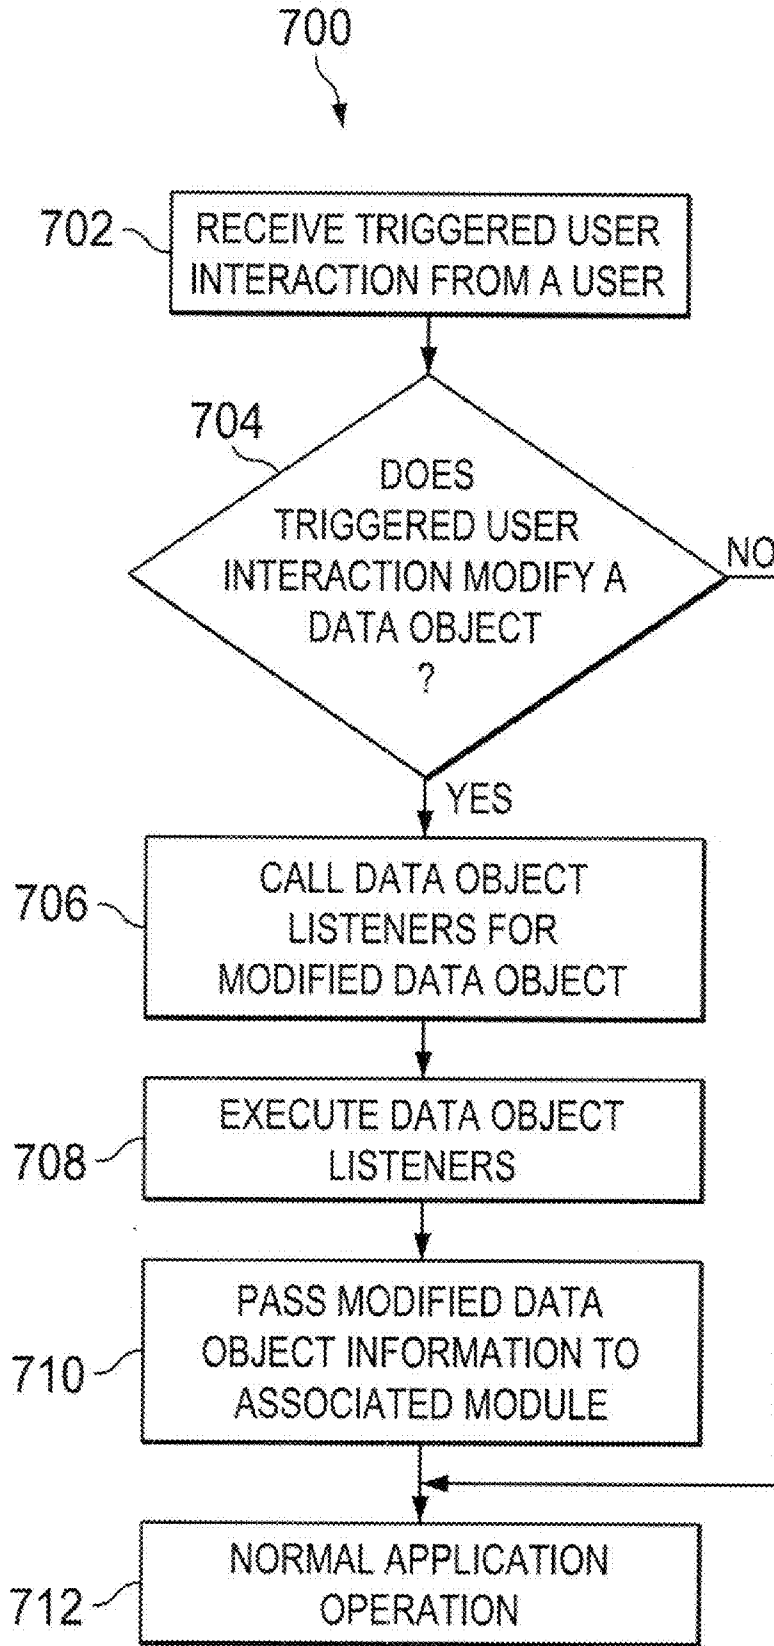 700
702
RECEIVE TRIGGERED USER
INTERACTION FROM A USER
704
DOES
TRIGGERED USER
INTERACTION MODIFY A
DATA OBJECT
?
NO
YES
706
CALL DATA OBJECT
LISTENERS FOR
MODIFIED DATA OBJECT
708
EXECUTE DATA OBJECT
LISTENERS
710
PASS MODIFIED DATA
OBJECT INFORMATION TO
ASSOCIATED MODULE
712
NORMAL APPLICATION
OPERATION